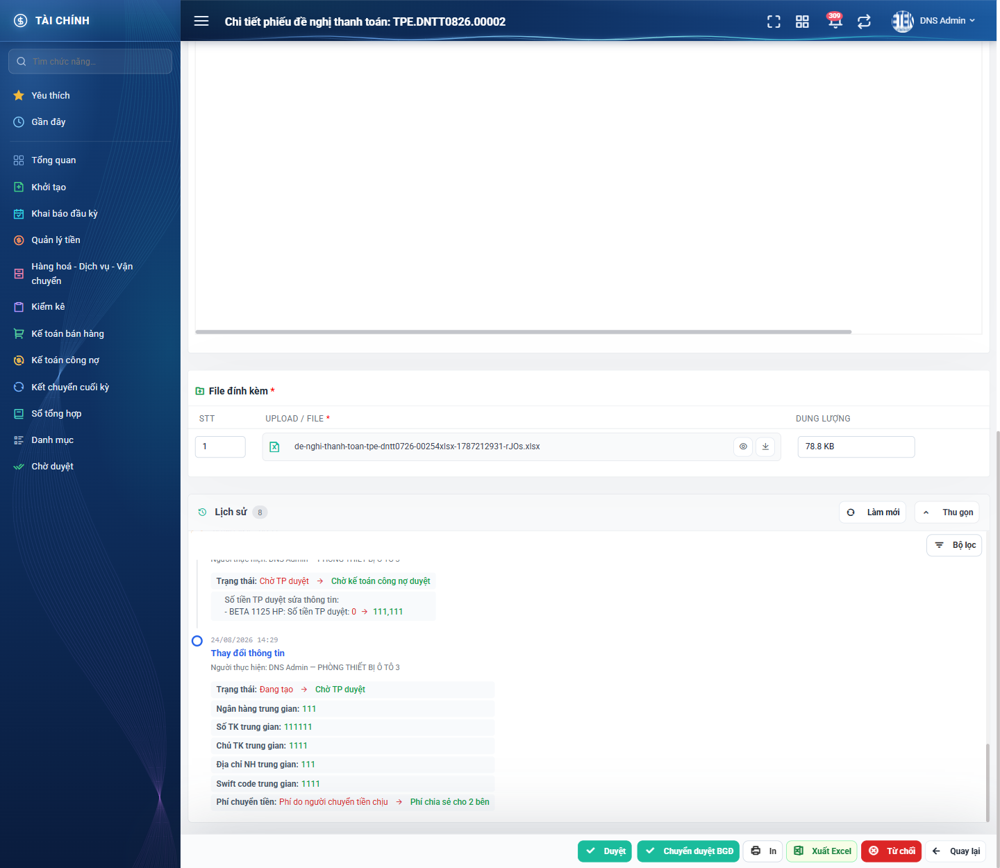 TÀI CHÍNH
Chi tiết phiếu đề nghị thanh toán: TPE.DNTT0826.00002
309
DNS Admin
Tìm chức năng...
Yêu thích
Gần đây
Tổng quan
Khởi tạo
Khai báo đầu kỳ
Quản lý tiền
Hàng hoá - Dịch vụ - Vận
chuyển
Kiểm kê
Kế toán bán hàng
Kế toán công nợ
Kết chuyển cuối kỳ
Sổ tổng hợp
Danh mục
Chờ duyệt
File đính kèm *
STT UPLOAD / FILE * DUNG LƯỢNG
1 de-nghi-thanh-toan-tpe-dntt0726-00254xlsx-1787212931-rJOs.xlsx 78.8 KB
Lịch sử 8
Làm mới
Thu gọn
Bộ lọc
Người thực hiện: DNS Admin — PHÒNG THIẾT BỊ Ô TÔ 3
Trạng thái: Chờ TP duyệt → Chờ kế toán công nợ duyệt
Số tiền TP duyệt sửa thông tin:
- BETA 1125 HP: Số tiền TP duyệt: 0 → 111,111
24/08/2026 14:29
Thay đổi thông tin
Người thực hiện: DNS Admin — PHÒNG THIẾT BỊ Ô TÔ 3
Trạng thái: Đang tạo → Chờ TP duyệt
Ngân hàng trung gian: 111
Số TK trung gian: 111111
Chủ TK trung gian: 1111
Địa chỉ NH trung gian: 111
Swift code trung gian: 1111
Phí chuyển tiền: Phí do người chuyển tiền chịu → Phí chia sẻ cho 2 bên
Duyệt
Chuyển duyệt BGĐ
In
Xuất Excel
Từ chối
Quay lại